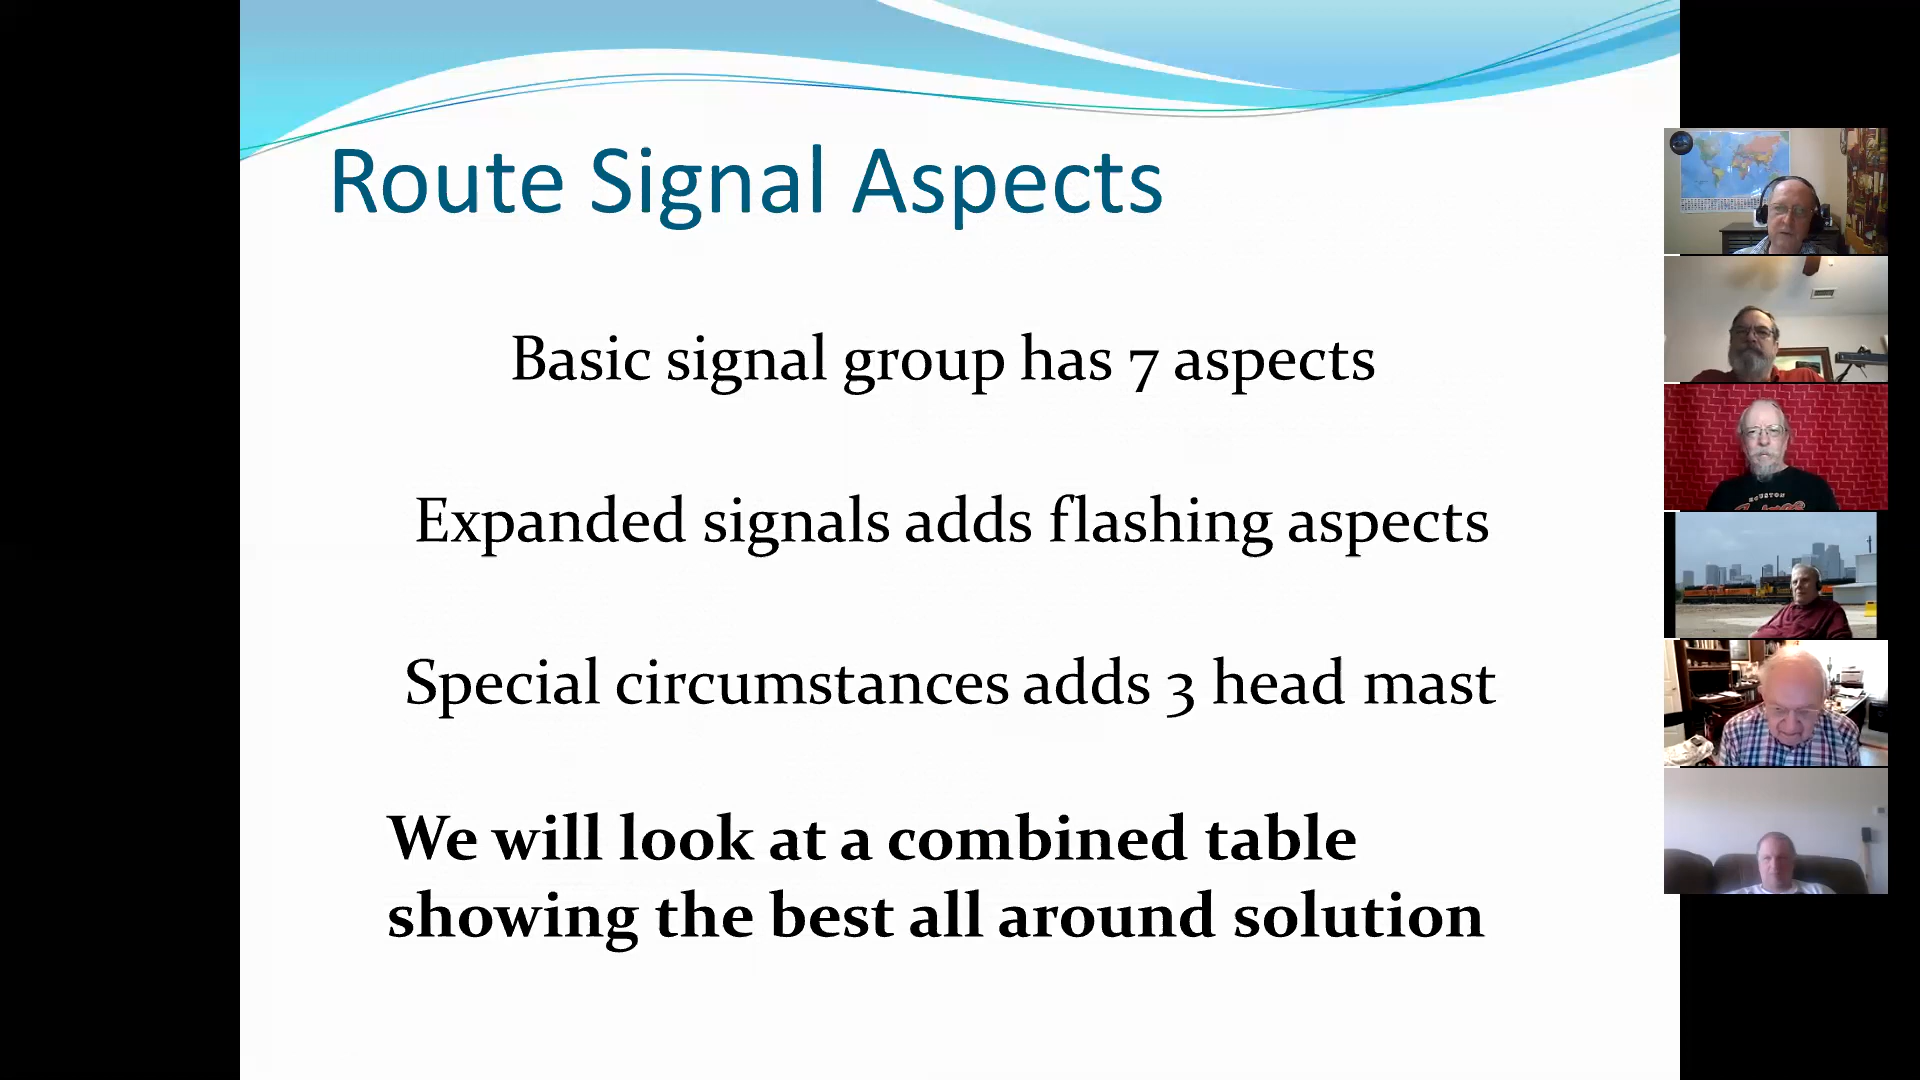 Route Signal Aspects
Basic signal group has 7 aspects
Expanded signals adds flashing aspects
Special circumstances adds 3 head mast
We will look at a combined table
showing the best all around solution
HOUSTON